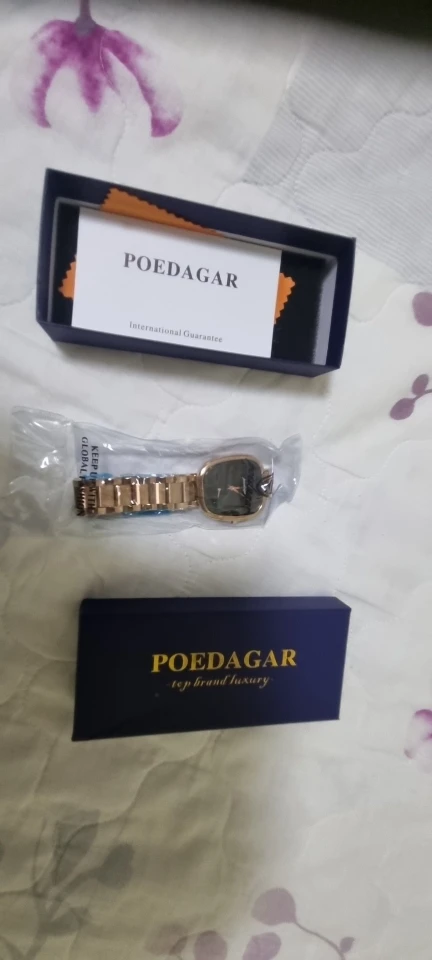 POEDAGAR
International Guarantee
KEEP U
GLOBAL
POEDAGAR
top brand luxury